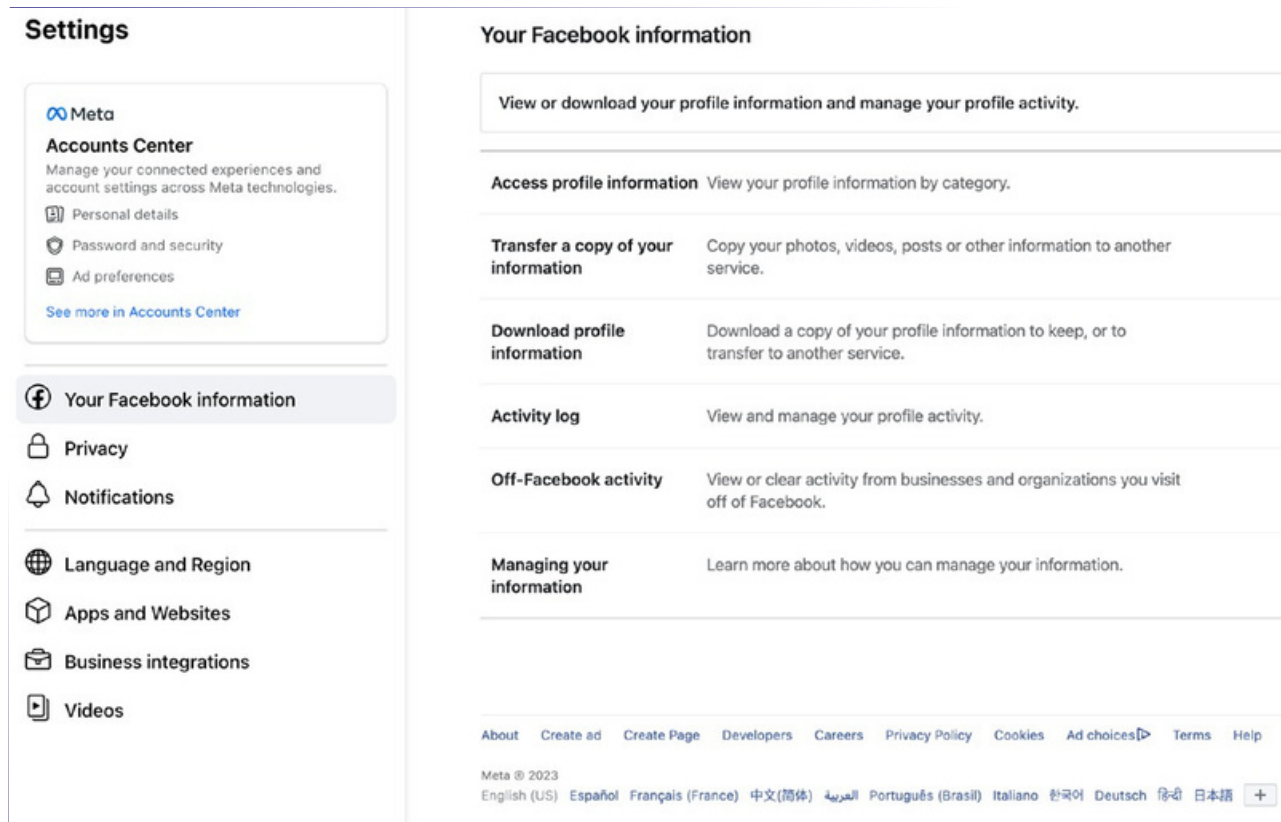 Settings
Meta
Accounts Center
Manage your connected experiences and
account settings across Meta technologies.
Personal details
Password and security
Ad preferences
See more in Accounts Center
Your Facebook information
Privacy
Notifications
Language and Region
Apps and Websites
Business integrations
Videos
Your Facebook information
View or download your profile information and manage your profile activity.
Access profile information View your profile information by category.
Transfer a copy of your Copy your photos, videos, posts or other information to another
information service.
Download profile Download a copy of your profile information to keep, or to
information transfer to another service.
Activity log View and manage your profile activity.
Off-Facebook activity View or clear activity from businesses and organizations you visit
off of Facebook.
Managing your Learn more about how you can manage your information.
information
About Create ad Create Page Developers Careers Privacy Policy Cookies Ad choices Terms Help
Meta ® 2023
English (US) Español Français (France) 中文(简体) العربية Português (Brasil) Italiano 한국어 Deutsch हिन्दी 日本語 +